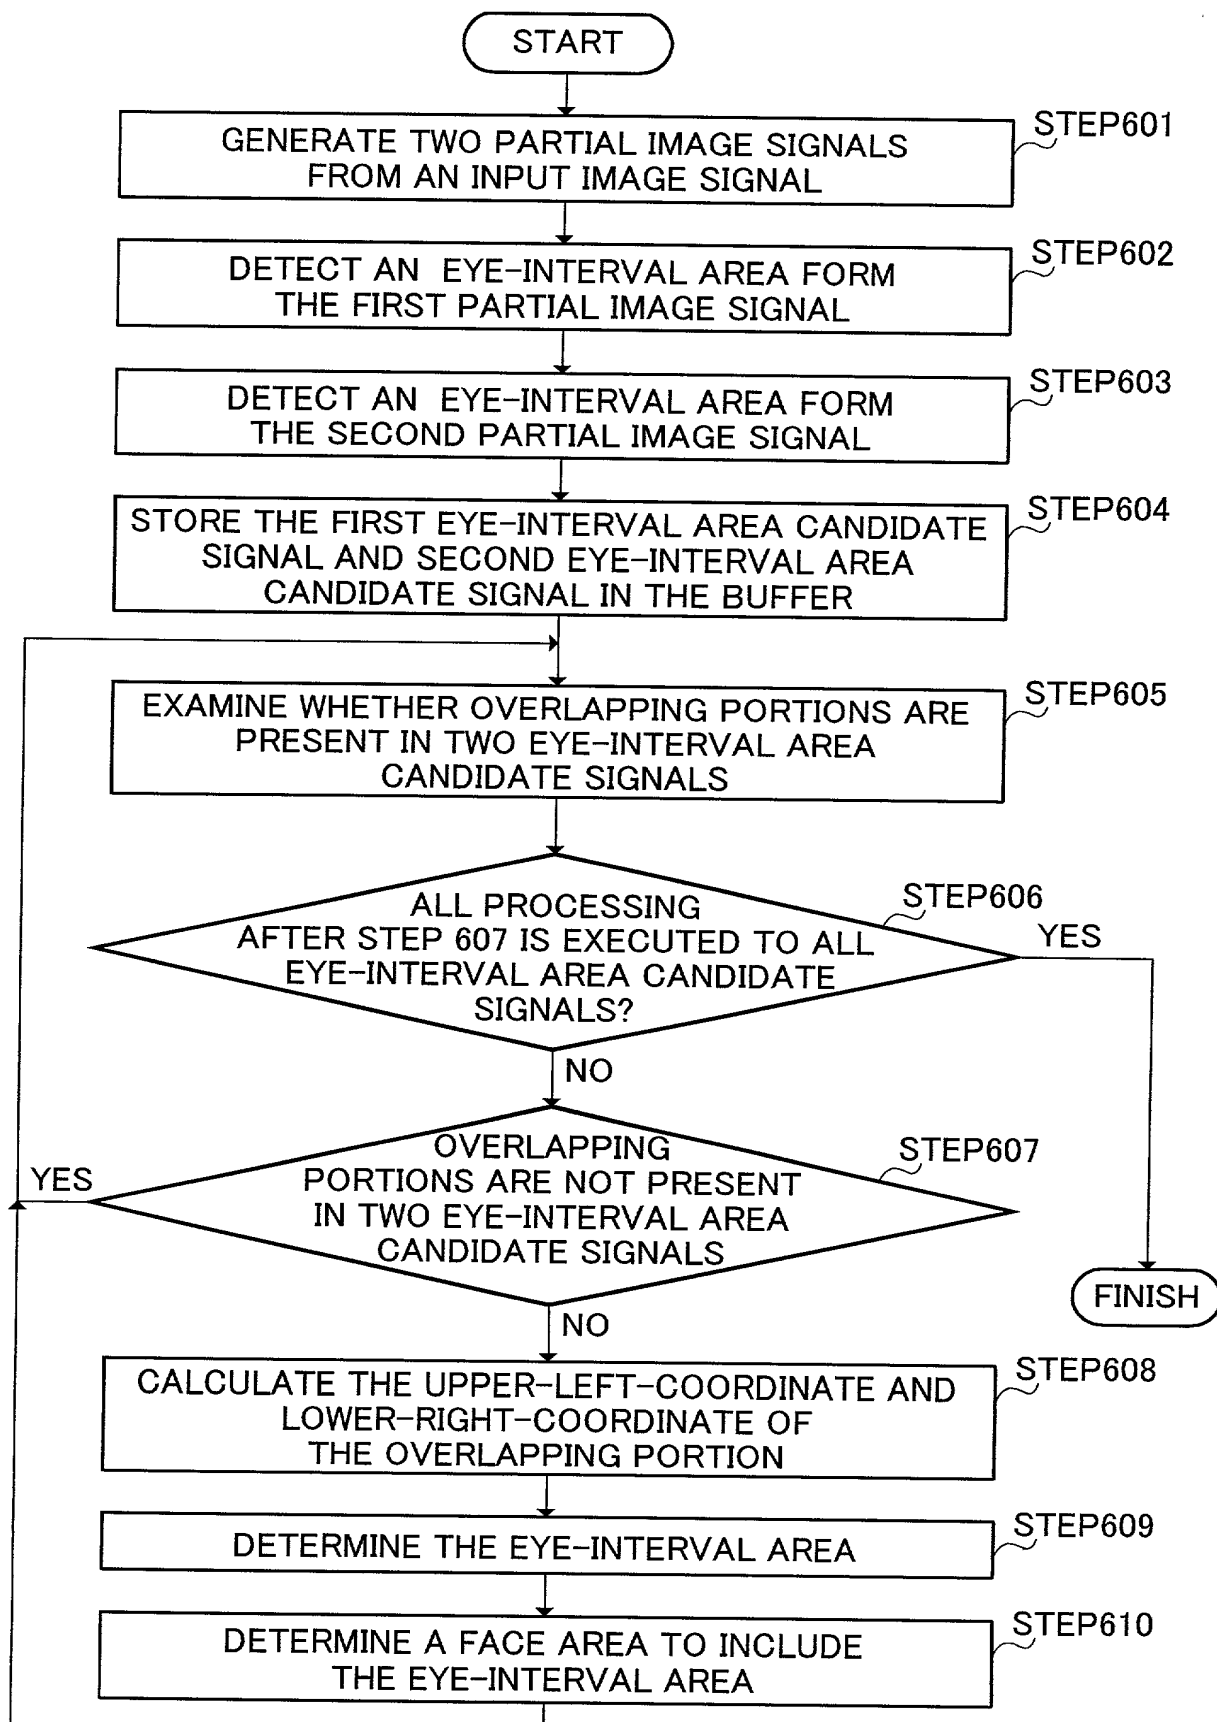 START
STEP601
GENERATE TWO PARTIAL IMAGE SIGNALS
FROM AN INPUT IMAGE SIGNAL
STEP602
DETECT AN EYE-INTERVAL AREA FORM
THE FIRST PARTIAL IMAGE SIGNAL
STEP603
DETECT AN EYE-INTERVAL AREA FORM
THE SECOND PARTIAL IMAGE SIGNAL
STEP604
STORE THE FIRST EYE-INTERVAL AREA CANDIDATE
SIGNAL AND SECOND EYE-INTERVAL AREA
CANDIDATE SIGNAL IN THE BUFFER
STEP605
EXAMINE WHETHER OVERLAPPING PORTIONS ARE
PRESENT IN TWO EYE-INTERVAL AREA
CANDIDATE SIGNALS
STEP606
ALL PROCESSING
AFTER STEP 607 IS EXECUTED TO ALL
EYE-INTERVAL AREA CANDIDATE
SIGNALS?
YES
NO
STEP607
OVERLAPPING
PORTIONS ARE NOT PRESENT
IN TWO EYE-INTERVAL AREA
CANDIDATE SIGNALS
YES
FINISH
NO
STEP608
CALCULATE THE UPPER-LEFT-COORDINATE AND
LOWER-RIGHT-COORDINATE OF
THE OVERLAPPING PORTION
STEP609
DETERMINE THE EYE-INTERVAL AREA
STEP610
DETERMINE A FACE AREA TO INCLUDE
THE EYE-INTERVAL AREA